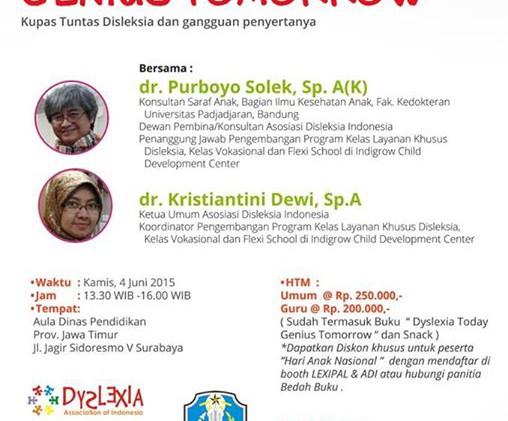 GENIUS TOMORROW
Kupas Tuntas Disleksia dan gangguan penyertanya
Bersama :
dr. Purboyo Solek, Sp. A(K)
Konsultan Saraf Anak, Bagian Ilmu Kesehatan Anak, Fak. Kedokteran
Universitas Padjadjaran, Bandung
Dewan Pembina/Konsultan Asosiasi Disleksia Indonesia
Penanggung Jawab Pengembangan Program Kelas Layanan Khusus
Disleksia, Kelas Vokasional dan Flexi School di Indigrow Child
Development Center
dr. Kristiantini Dewi, Sp.A
Ketua Umum Asosiasi Disleksia Indonesia
Koordinator Pengembangan Program Kelas Layanan Khusus Disleksia,
Kelas Vokasional dan Flexi School di Indigrow Child Development Center
•Waktu : Kamis, 4 Juni 2015
•Jam : 13.30 WIB -16.00 WIB
•Tempat:
Aula Dinas Pendidikan
Prov. Jawa Timur
Jl. Jagir Sidoresmo V Surabaya
•HTM :
Umum @ Rp. 250.000,-
Guru @ Rp. 200.000,-
( Sudah Termasuk Buku " Dyslexia Today
Genius Tomorrow " dan Snack )
*Dapatkan Diskon khusus untuk peserta
"Hari Anak Nasional " dengan mendaftar di
booth LEXIPAL & ADI atau hubungi panitia
Bedah Buku .
DYSLEXIA
Association of Indonesia